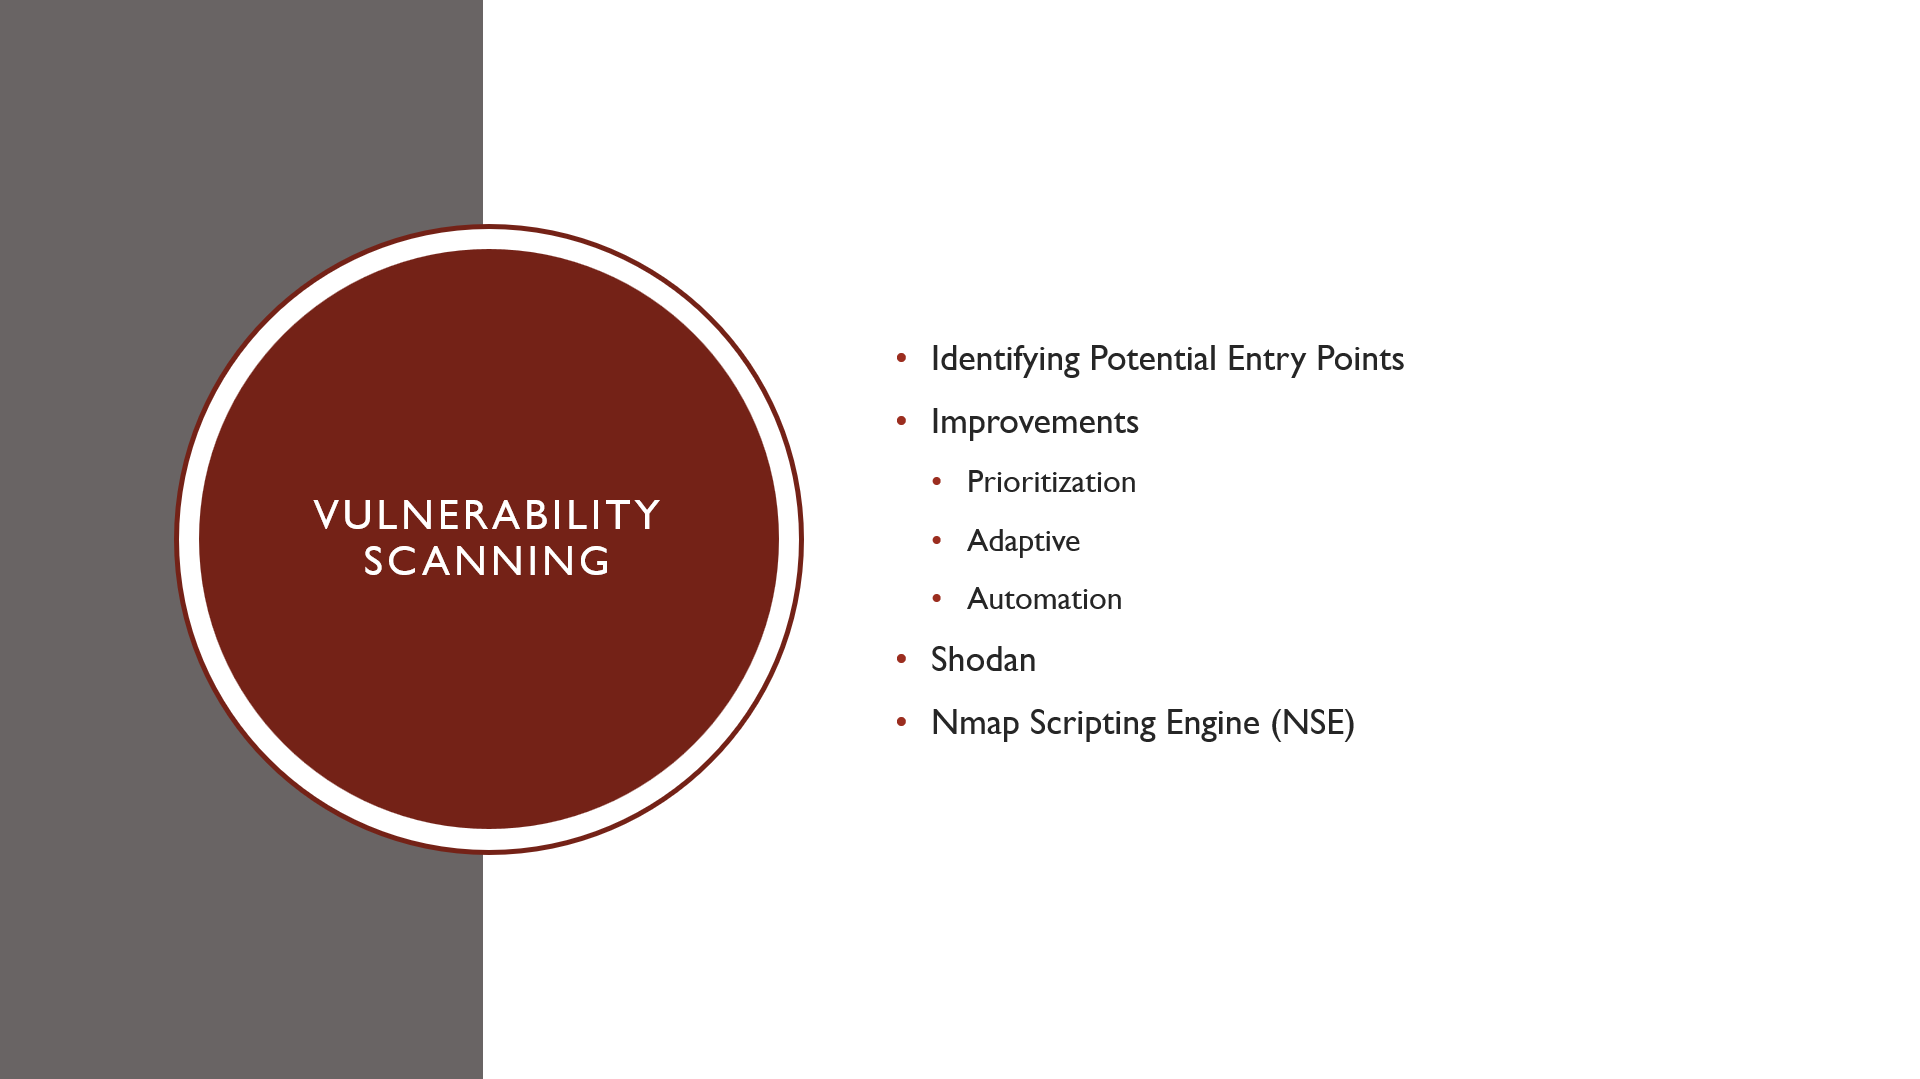 VULNERABILITY
SCANNING
• Identifying Potential Entry Points
• Improvements
• Prioritization
• Adaptive
• Automation
• Shodan
• Nmap Scripting Engine (NSE)